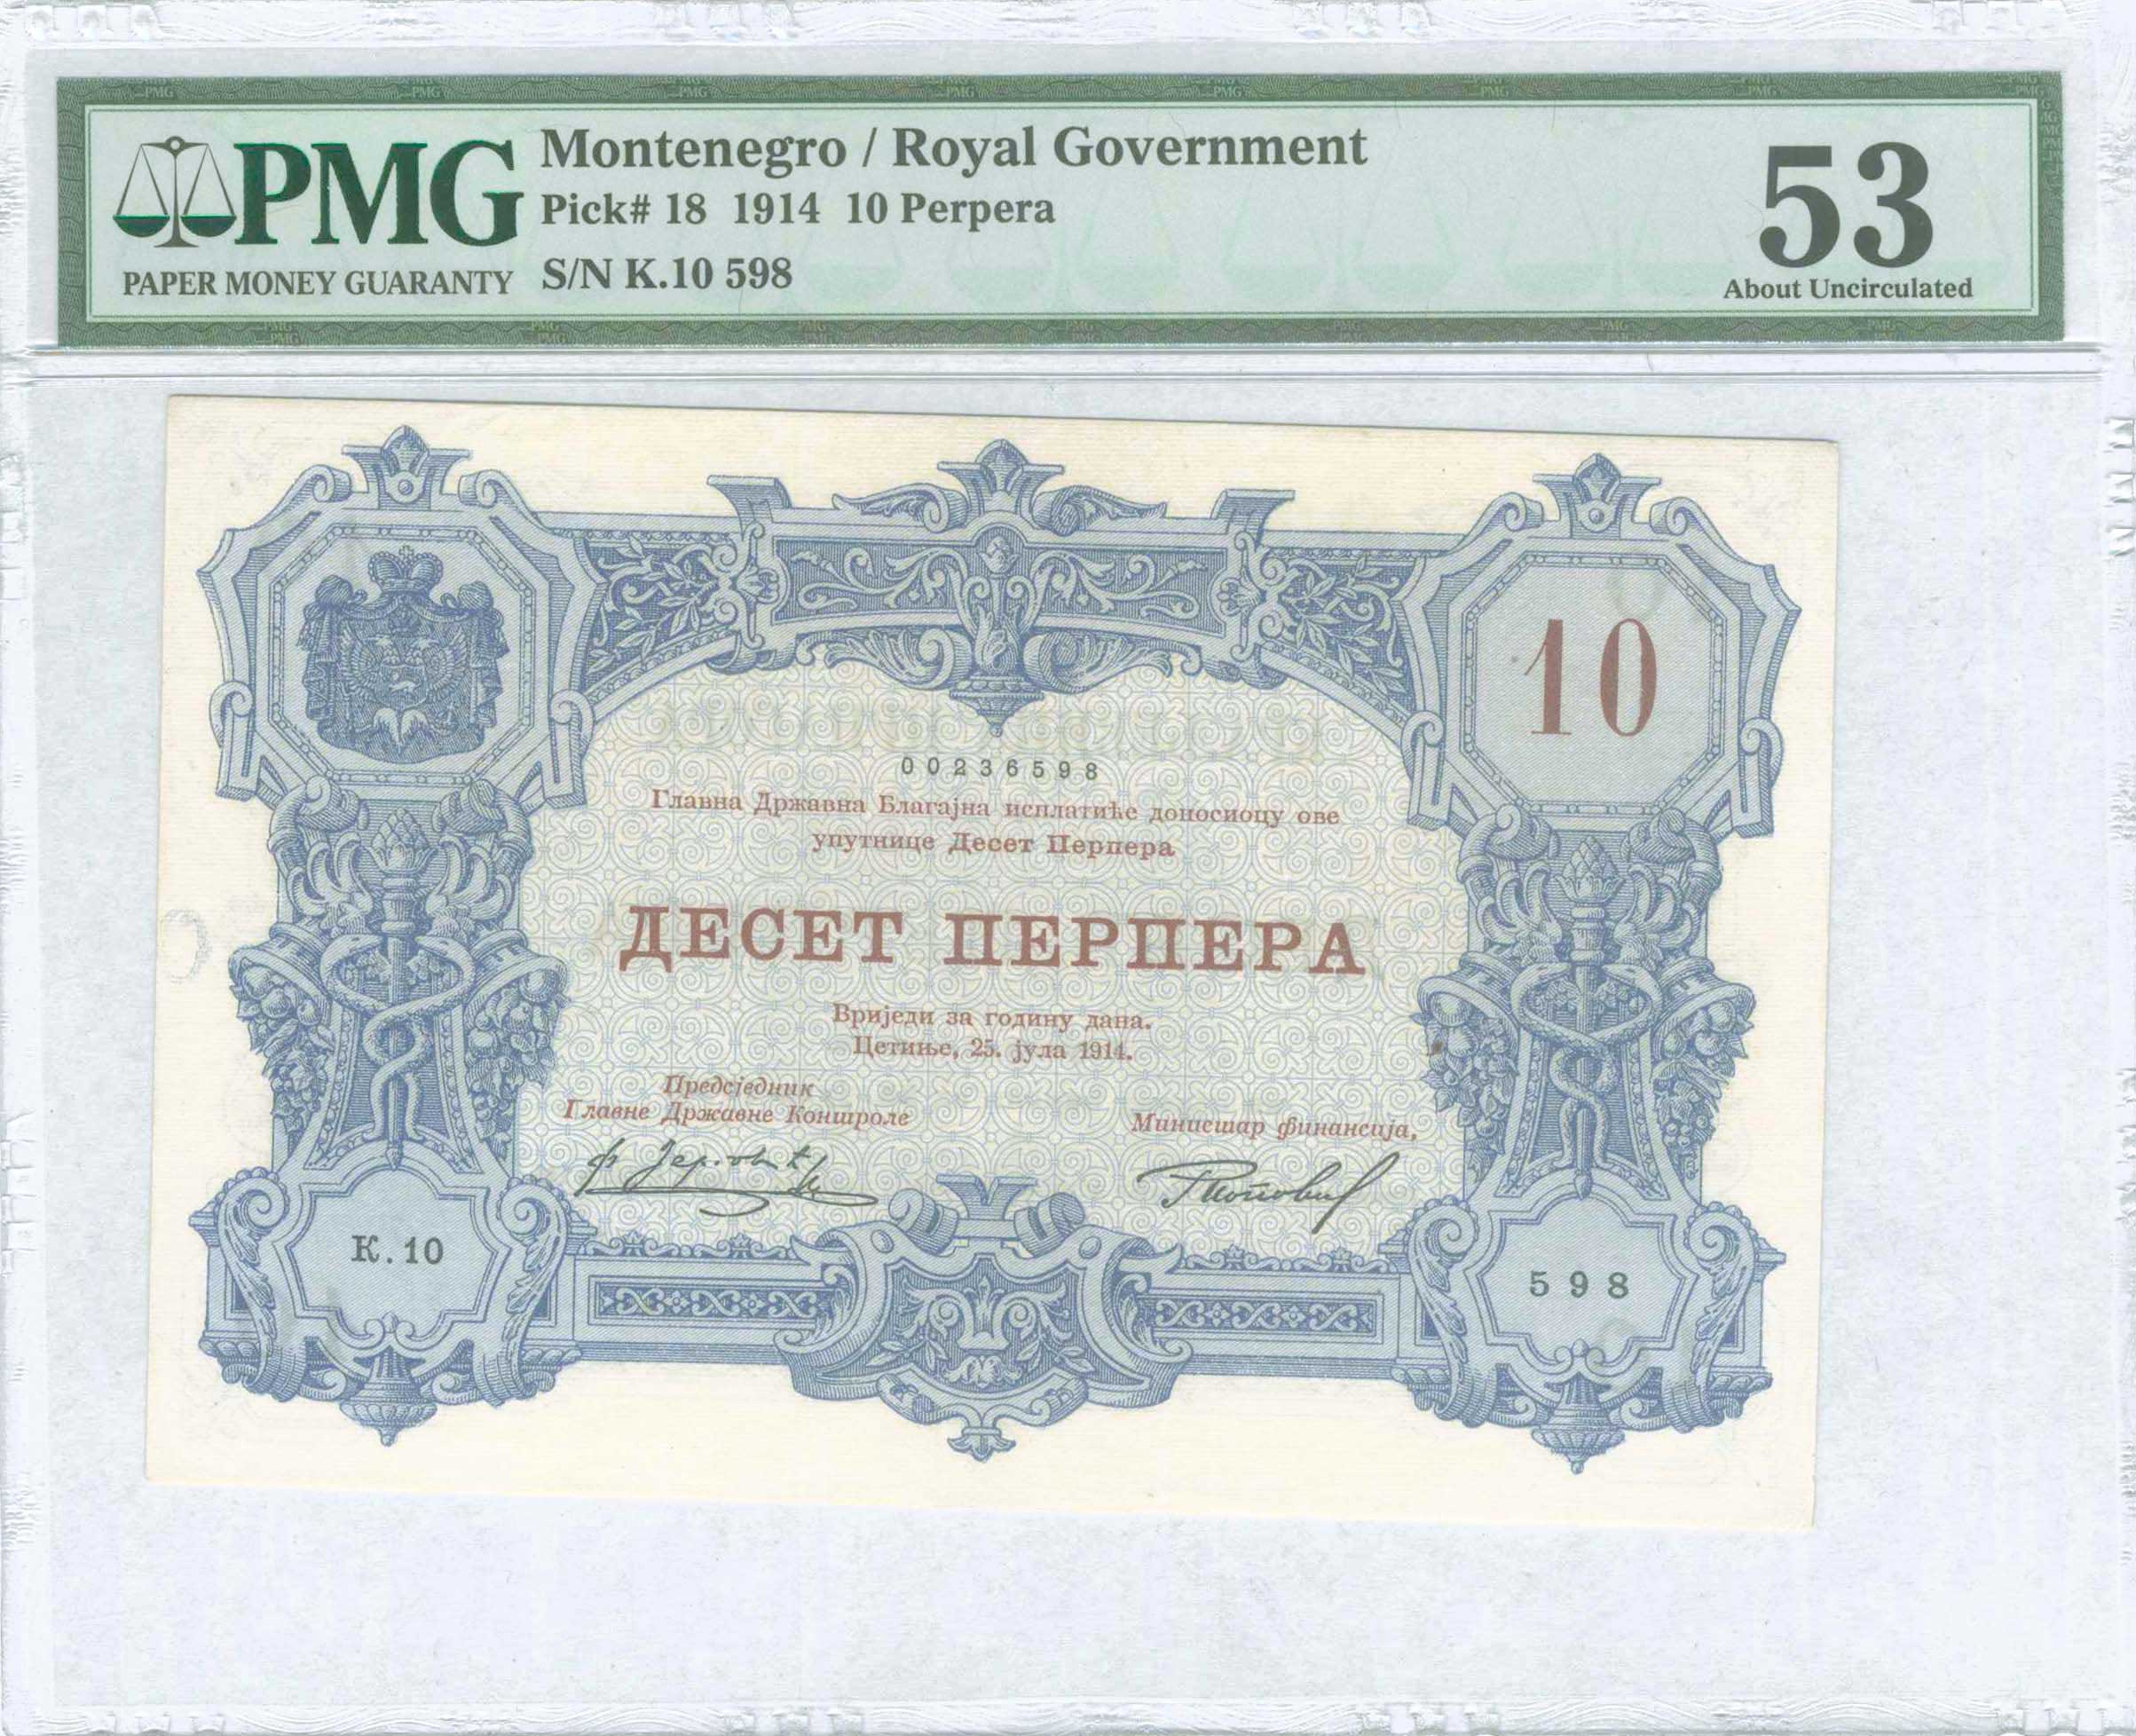 PMG
PAPER MONEY GUARANTY
Montenegro / Royal Government
Pick# 18 1914 10 Perpera
S/N K.10 598
53
About Uncirculated
10
00236598
Главна Државна Благајна исплатиће доносиоцу ове
упутнице Десет Перпера
ДЕСЕТ ПЕРПЕРА
Вриједи за годину дана.
Цетиње, 25. јула 1914.
Предсједник
Главне Државне Контроле
Министар финансија,
К.10
598